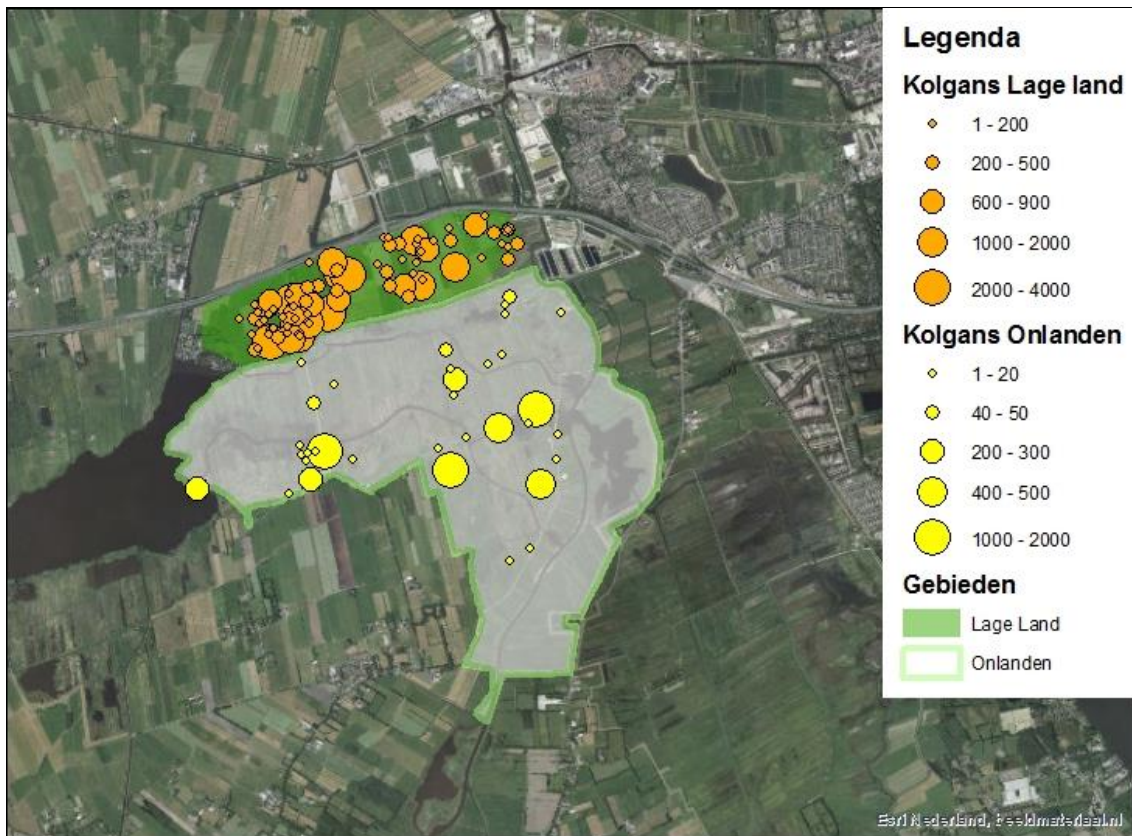 Legenda
Kolgans Lage land
1 - 200
200 - 500
600 - 900
1000 - 2000
2000 - 4000
Kolgans Onlanden
1 - 20
40 - 50
200 - 300
400 - 500
1000 - 2000
Gebieden
Lage Land
Onlanden
Esri Nederland, beeldmateriaal.nl